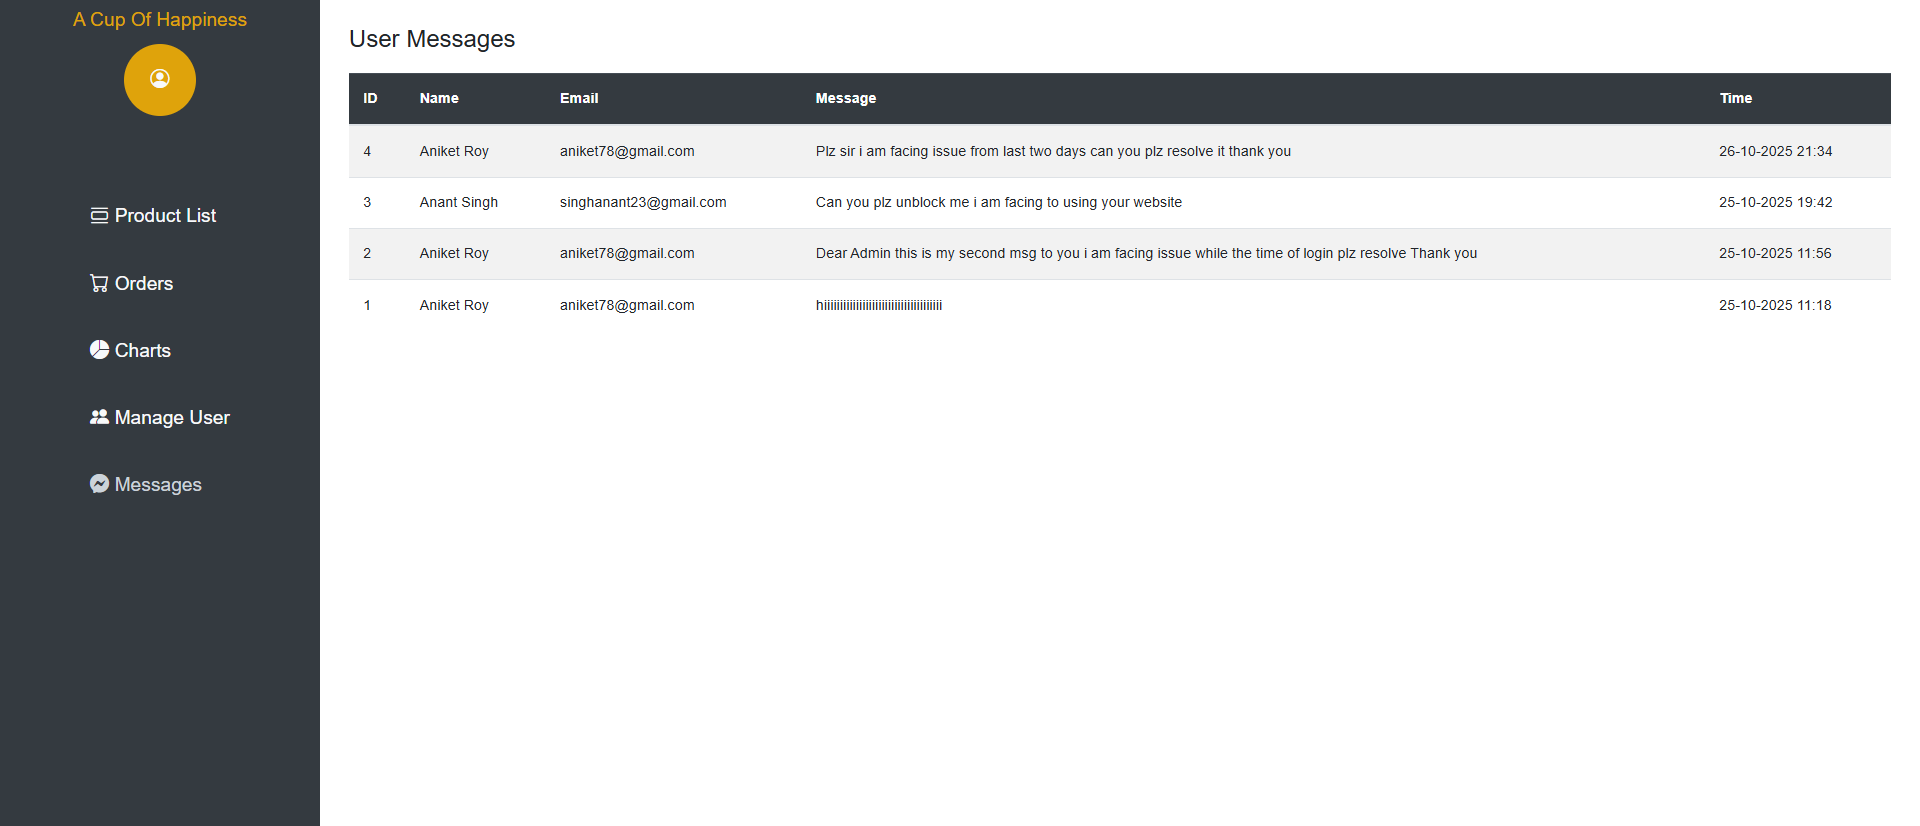 A Cup Of Happiness
Product List
Orders
Charts
Manage User
Messages
User Messages
ID Name Email Message Time
4 Aniket Roy aniket78@gmail.com Plz sir i am facing issue from last two days can you plz resolve it thank you 26-10-2025 21:34
3 Anant Singh singhanant23@gmail.com Can you plz unblock me i am facing to using your website 25-10-2025 19:42
2 Aniket Roy aniket78@gmail.com Dear Admin this is my second msg to you i am facing issue while the time of login plz resolve Thank you 25-10-2025 11:56
1 Aniket Roy aniket78@gmail.com hiiiiiiiiiiiiiiiiiiiiiiiiiiiiiiiiiiiii 25-10-2025 11:18